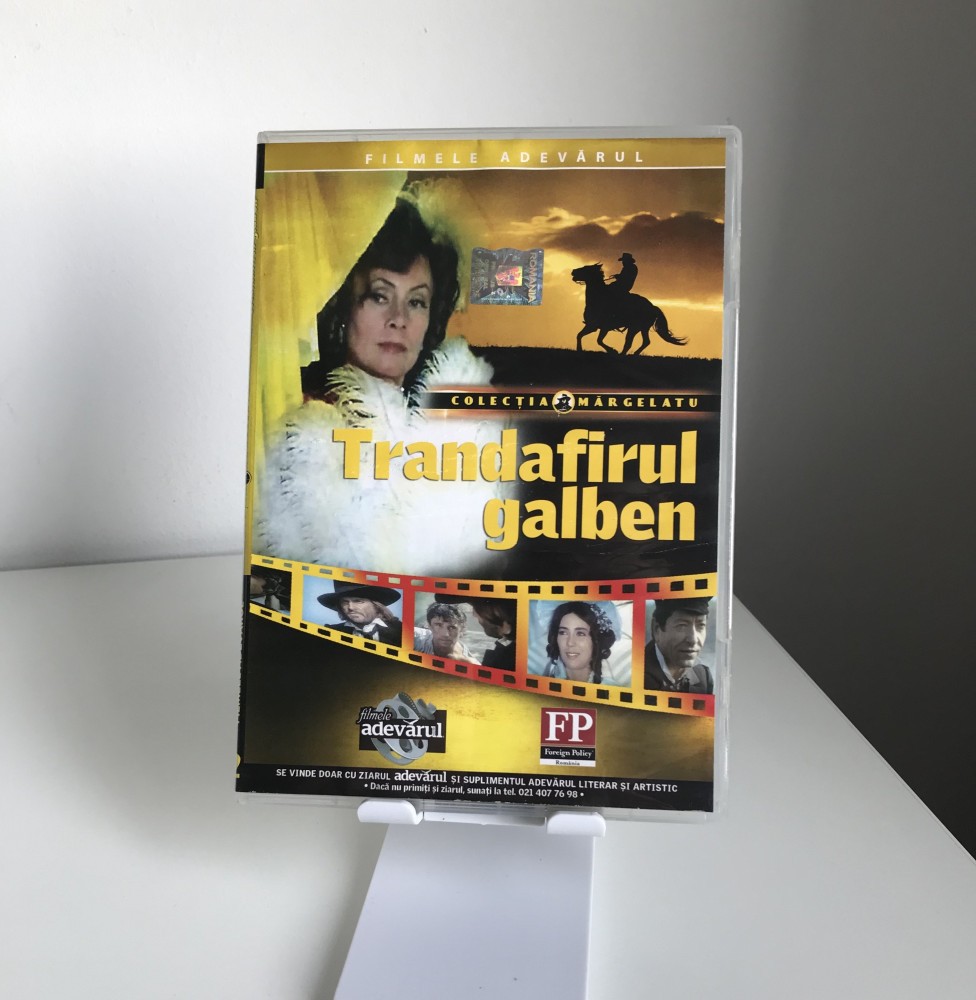 FILMELE ADEVĂRUL
ROMANIA
COLECȚIA MĂRGELATU
Trandafirul
galben
filmele
adevărul
FP
Foreign Policy
România
SE VINDE DOAR CU ZIARUL adevărul ȘI SUPLIMENTUL ADEVĂRUL LITERAR ȘI ARTISTIC
• Dacă nu primiți și ziarul, sunați la tel. 021 407 76 98 •